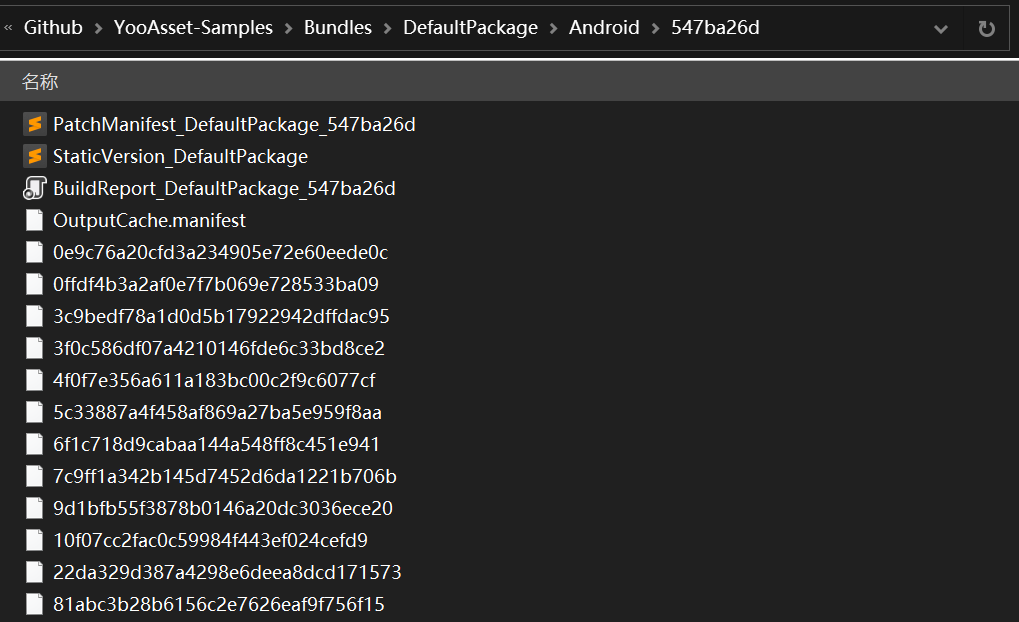 « Github > YooAsset-Samples > Bundles > DefaultPackage > Android > 547ba26d
名称
PatchManifest_DefaultPackage_547ba26d
StaticVersion_DefaultPackage
BuildReport_DefaultPackage_547ba26d
OutputCache.manifest
0e9c76a20cfd3a234905e72e60eede0c
0ffdf4b3a2af0e7f7b069e728533ba09
3c9bedf78a1d0d5b17922942dffdac95
3f0c586df07a4210146fde6c33bd8ce2
4f0f7e356a611a183bc00c2f9c6077cf
5c33887a4f458af869a27ba5e959f8aa
6f1c718d9cabaa144a548ff8c451e941
7c9ff1a342b145d7452d6da1221b706b
9d1bfb55f3878b0146a20dc3036ece20
10f07cc2fac0c59984f443ef024cefd9
22da329d387a4298e6deea8dcd171573
81abc3b28b6156c2e7626eaf9f756f15